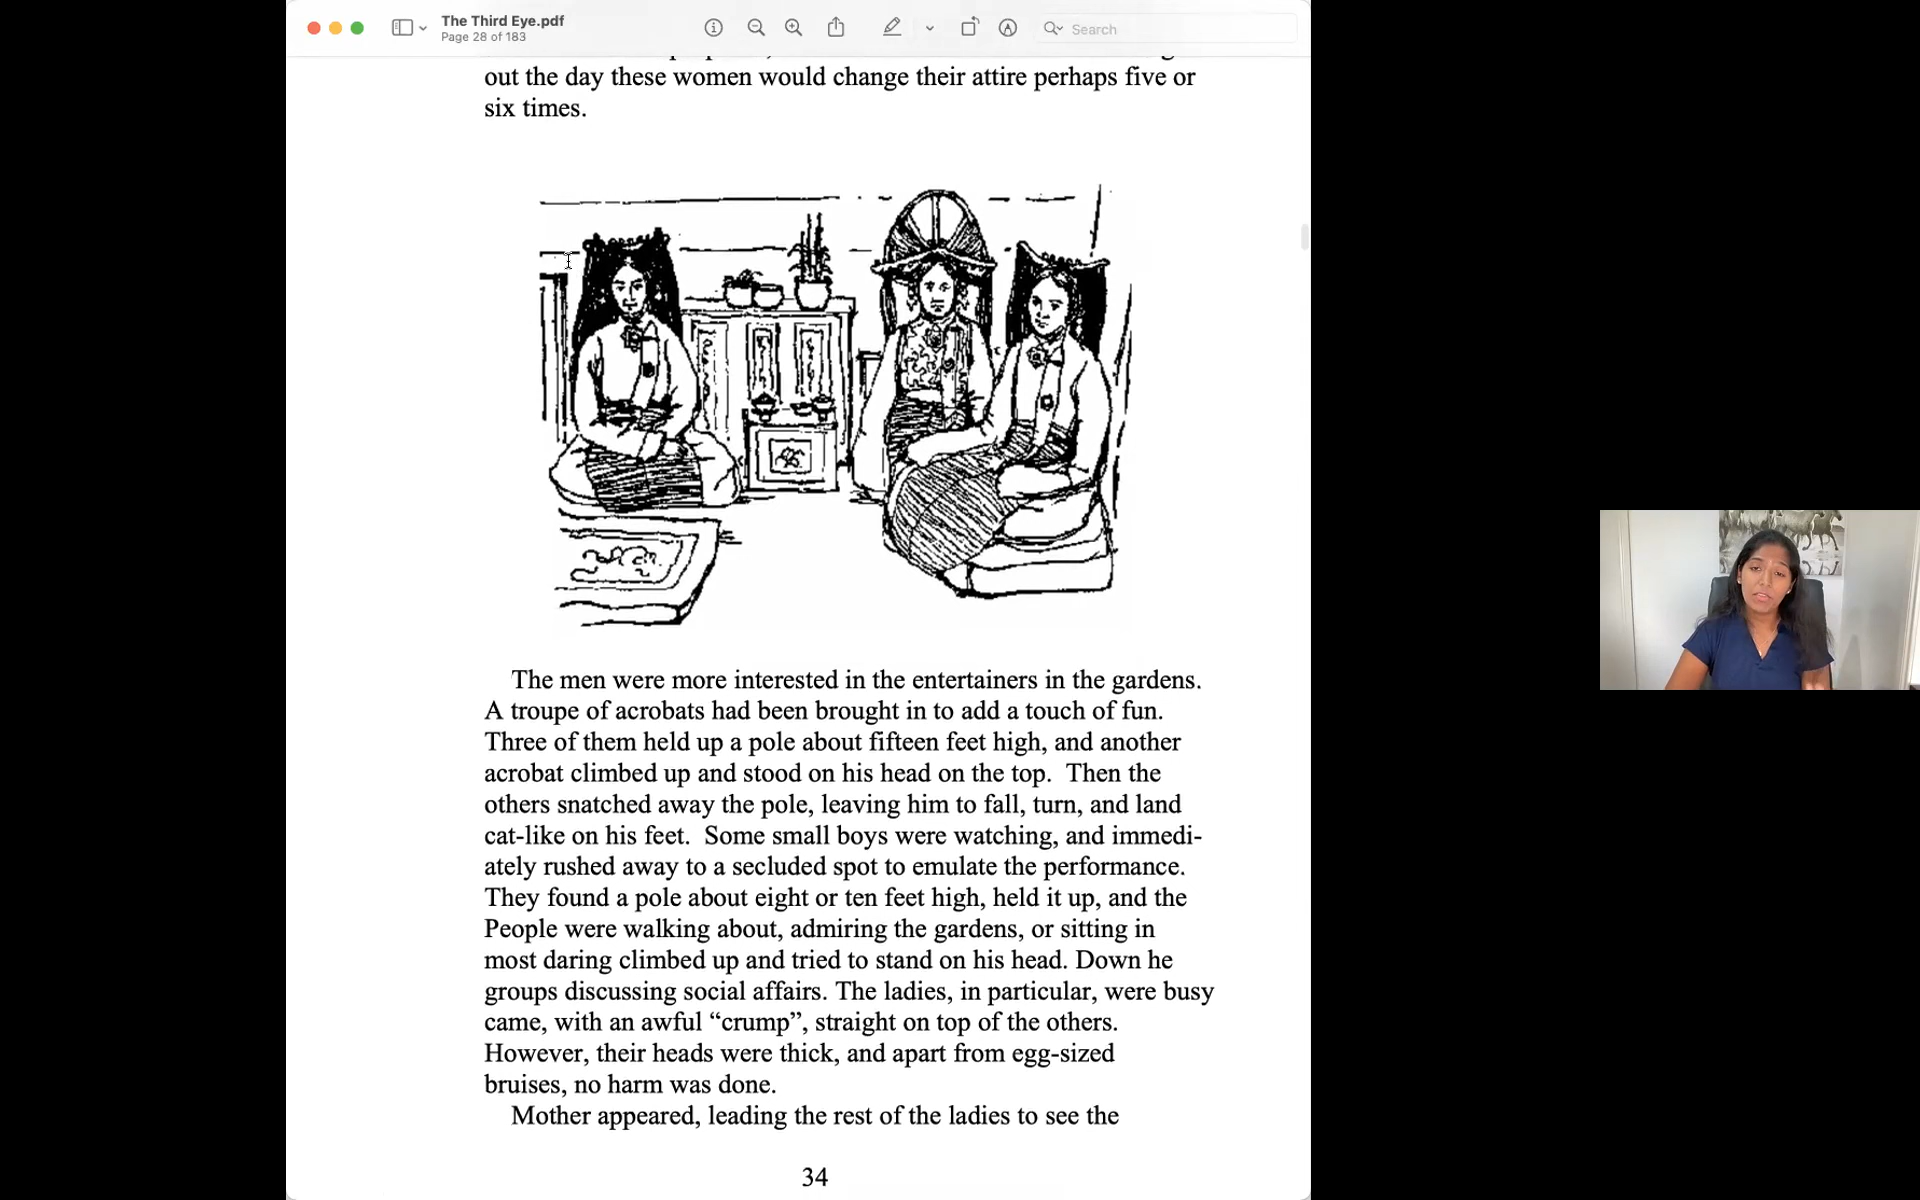 The Third Eye.pdf
Page 28 of 183
Search
out the day these women would change their attire perhaps five or
six times.
The men were more interested in the entertainers in the gardens.
A troupe of acrobats had been brought in to add a touch of fun.
Three of them held up a pole about fifteen feet high, and another
acrobat climbed up and stood on his head on the top.  Then the
others snatched away the pole, leaving him to fall, turn, and land
cat-like on his feet.  Some small boys were watching, and immedi-
ately rushed away to a secluded spot to emulate the performance.
They found a pole about eight or ten feet high, held it up, and the
People were walking about, admiring the gardens, or sitting in
most daring climbed up and tried to stand on his head. Down he
groups discussing social affairs. The ladies, in particular, were busy
came, with an awful “crump”, straight on top of the others.
However, their heads were thick, and apart from egg-sized
bruises, no harm was done.
Mother appeared, leading the rest of the ladies to see the
34